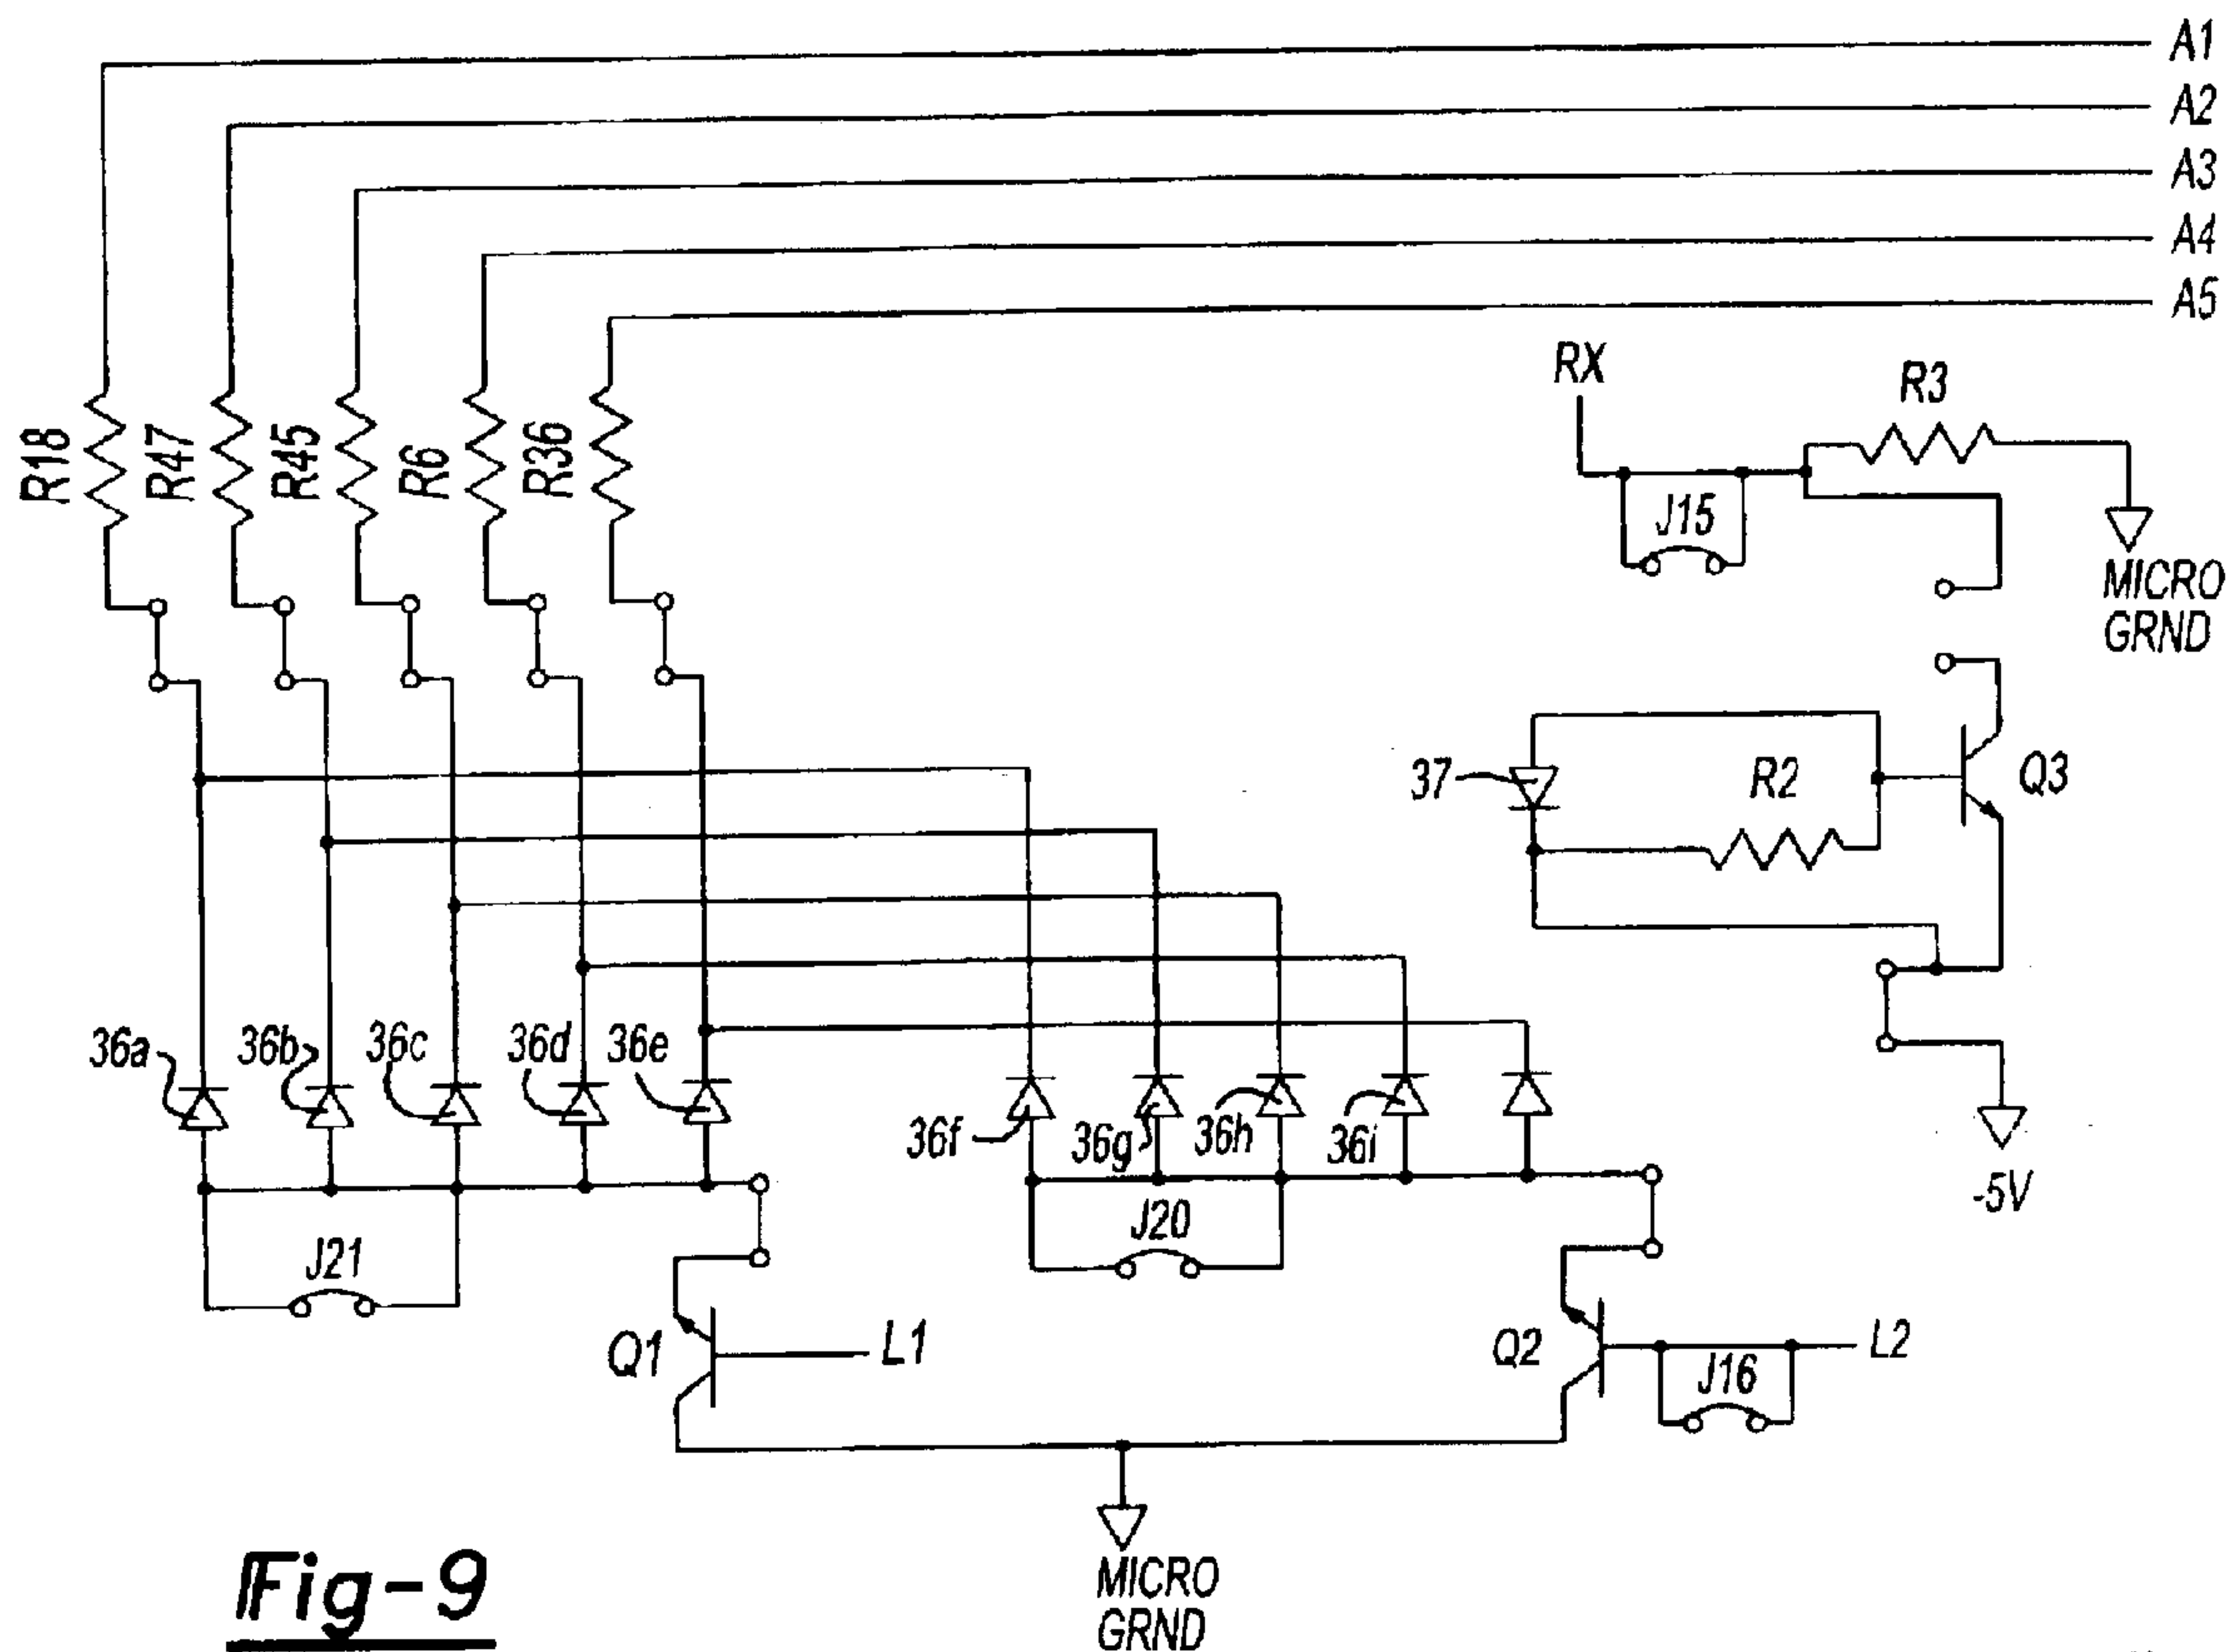 A1
A2
A3
A4
A5
RX
R3
R18
R47
R45
R6
R36
J15
MICRO
GRND
37
R2
Q3
36a
36b
36c
36d
36e
36f
36g
36h
36i
-5V
J21
J20
Q1
L1
Q2
L2
J16
MICRO
GRND
Fig-9